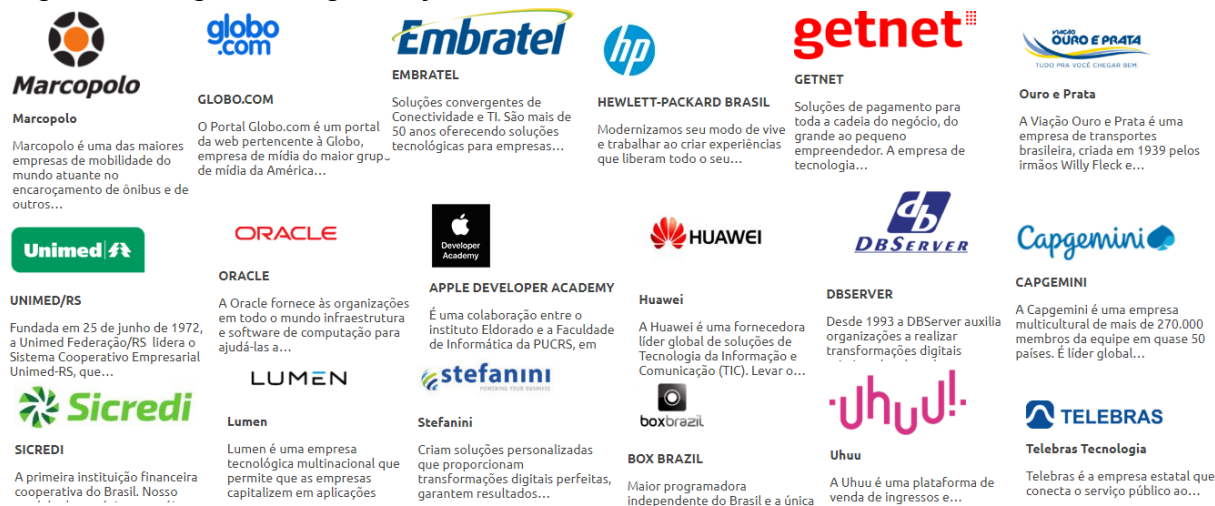 Marcopolo
Marcopolo
Marcopolo é uma das maiores
empresas de mobilidade do
mundo atuante no
encaroçamento de ônibus e de
outros...
globo
.com
GLOBO.COM
O Portal Globo.com é um portal
da web pertencente à Globo,
empresa de mídia do maior grupo
de mídia da América...
Embratel
EMBRATEL
Soluções convergentes de
Conectividade e TI. São mais de
50 anos oferecendo soluções
tecnológicas para empresas...
hp
HEWLETT-PACKARD BRASIL
Modernizamos seu modo de vive
e trabalhar ao criar experiências
que liberam todo o seu...
getnet
GETNET
Soluções de pagamento para
toda a cadeia do negócio, do
grande ao pequeno
empreendedor. A empresa de
tecnologia...
VIAÇÃO
OURO E PRATA
TUDO PRA VOCÊ CHEGAR BEM.
Ouro e Prata
A Viação Ouro e Prata é uma
empresa de transportes
brasileira, criada em 1939 pelos
irmãos Willy Fleck e...
Unimed
UNIMED/RS
Fundada em 25 de junho de 1972,
a Unimed Federação/RS lidera o
Sistema Cooperativo Empresarial
Unimed-RS, que...
ORACLE
ORACLE
A Oracle fornece às organizações
em todo o mundo infraestrutura
e software de computação para
ajudá-las a...
Developer
Academy
APPLE DEVELOPER ACADEMY
É uma colaboração entre o
instituto Eldorado e a Faculdade
de Informática da PUCRS, em
HUAWEI
Huawei
A Huawei é uma fornecedora
líder global de soluções de
Tecnologia da Informação e
Comunicação (TIC). Levar o...
db
DBSERVER
DBSERVER
Desde 1993 a DBServer auxilia
organizações a realizar
transformações digitais
Capgemini
CAPGEMINI
A Capgemini é uma empresa
multicultural de mais de 270.000
membros da equipe em quase 50
países. É líder global...
Sicredi
SICREDI
A primeira instituição financeira
cooperativa do Brasil. Nosso
LUMEN
Lumen
Lumen é uma empresa
tecnológica multinacional que
permite que as empresas
capitalizem em aplicações
stefanini
POWERING YOUR BUSINESS
Stefanini
Criam soluções personalizadas
que proporcionam
transformações digitais perfeitas,
garantem resultados...
boxbrazil
BOX BRAZIL
Maior programadora
independente do Brasil e a única
uhuu!
Uhuu
A Uhuu é uma plataforma de
venda de ingressos e...
TELEBRAS
Telebras Tecnologia
Telebras é a empresa estatal que
conecta o serviço público ao...